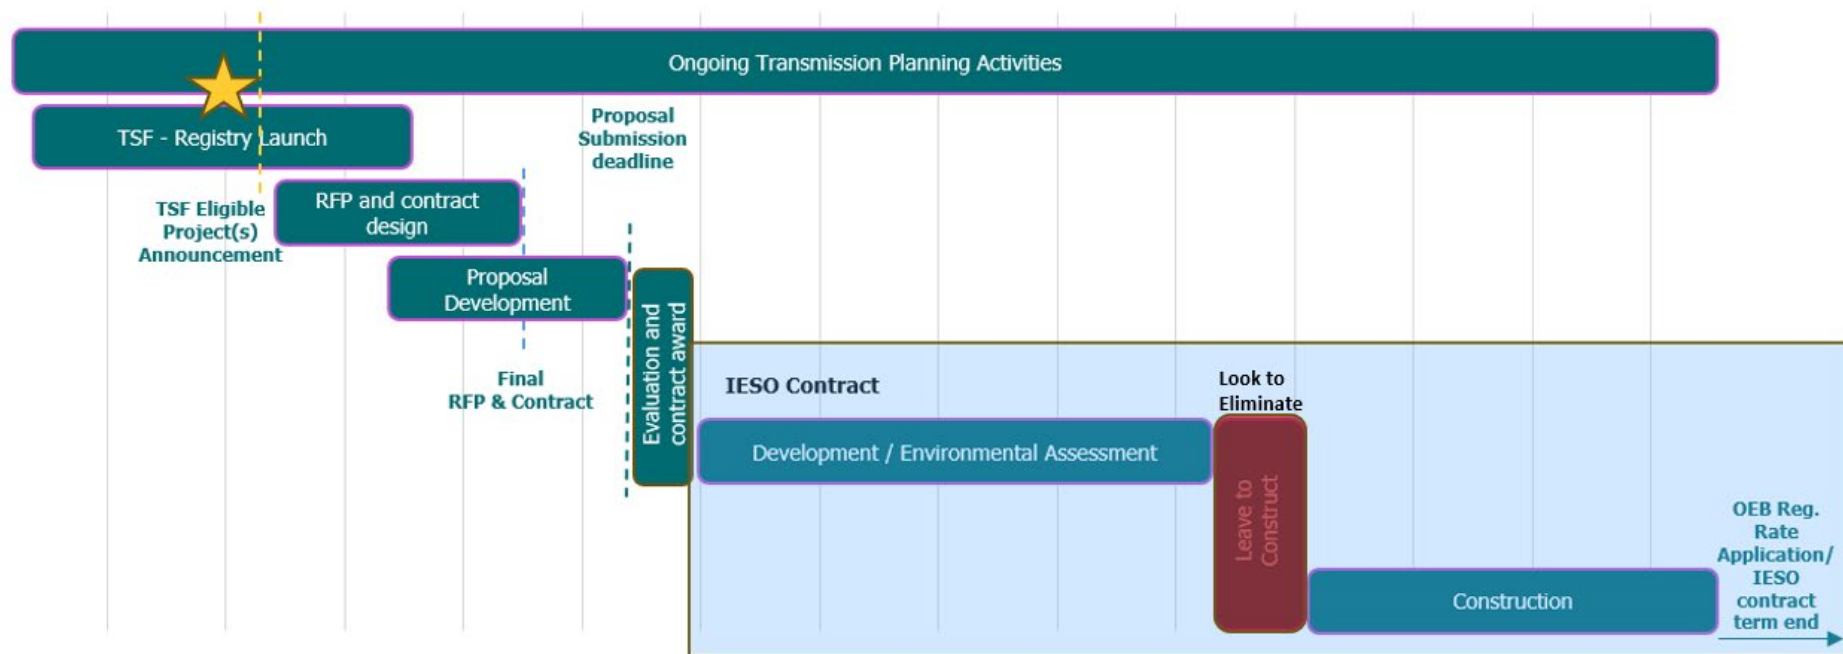 Ongoing Transmission Planning Activities
TSF - Registry Launch
Proposal
Submission
deadline
TSF Eligible
Project(s)
Announcement
RFP and contract
design
Proposal
Development
Final
RFP & Contract
Evaluation and
contract award
IESO Contract
Look to
Eliminate
Development / Environmental Assessment
Leave to
Construct
Construction
OEB Reg.
Rate
Application/
IESO
contract
term end